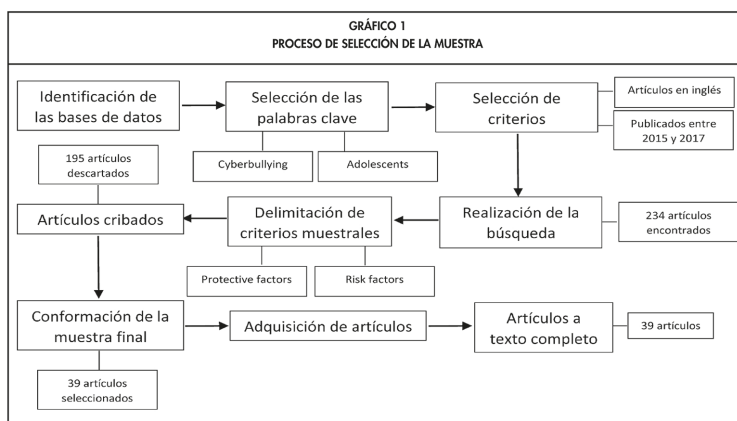 GRÁFICO 1
PROCESO DE SELECCIÓN DE LA MUESTRA
Identificación de
las bases de datos
Selección de las
palabras clave
Cyberbullying
Adolescents
Selección de
criterios
Artículos en inglés
Publicados entre
2015 y 2017
Realización de la
búsqueda
234 artículos
encontrados
Delimitación de
criterios muestrales
Protective factors
Risk factors
195 artículos
descartados
Artículos cribados
Conformación de la
muestra final
39 artículos
seleccionados
Adquisición de artículos
Artículos a
texto completo
39 artículos